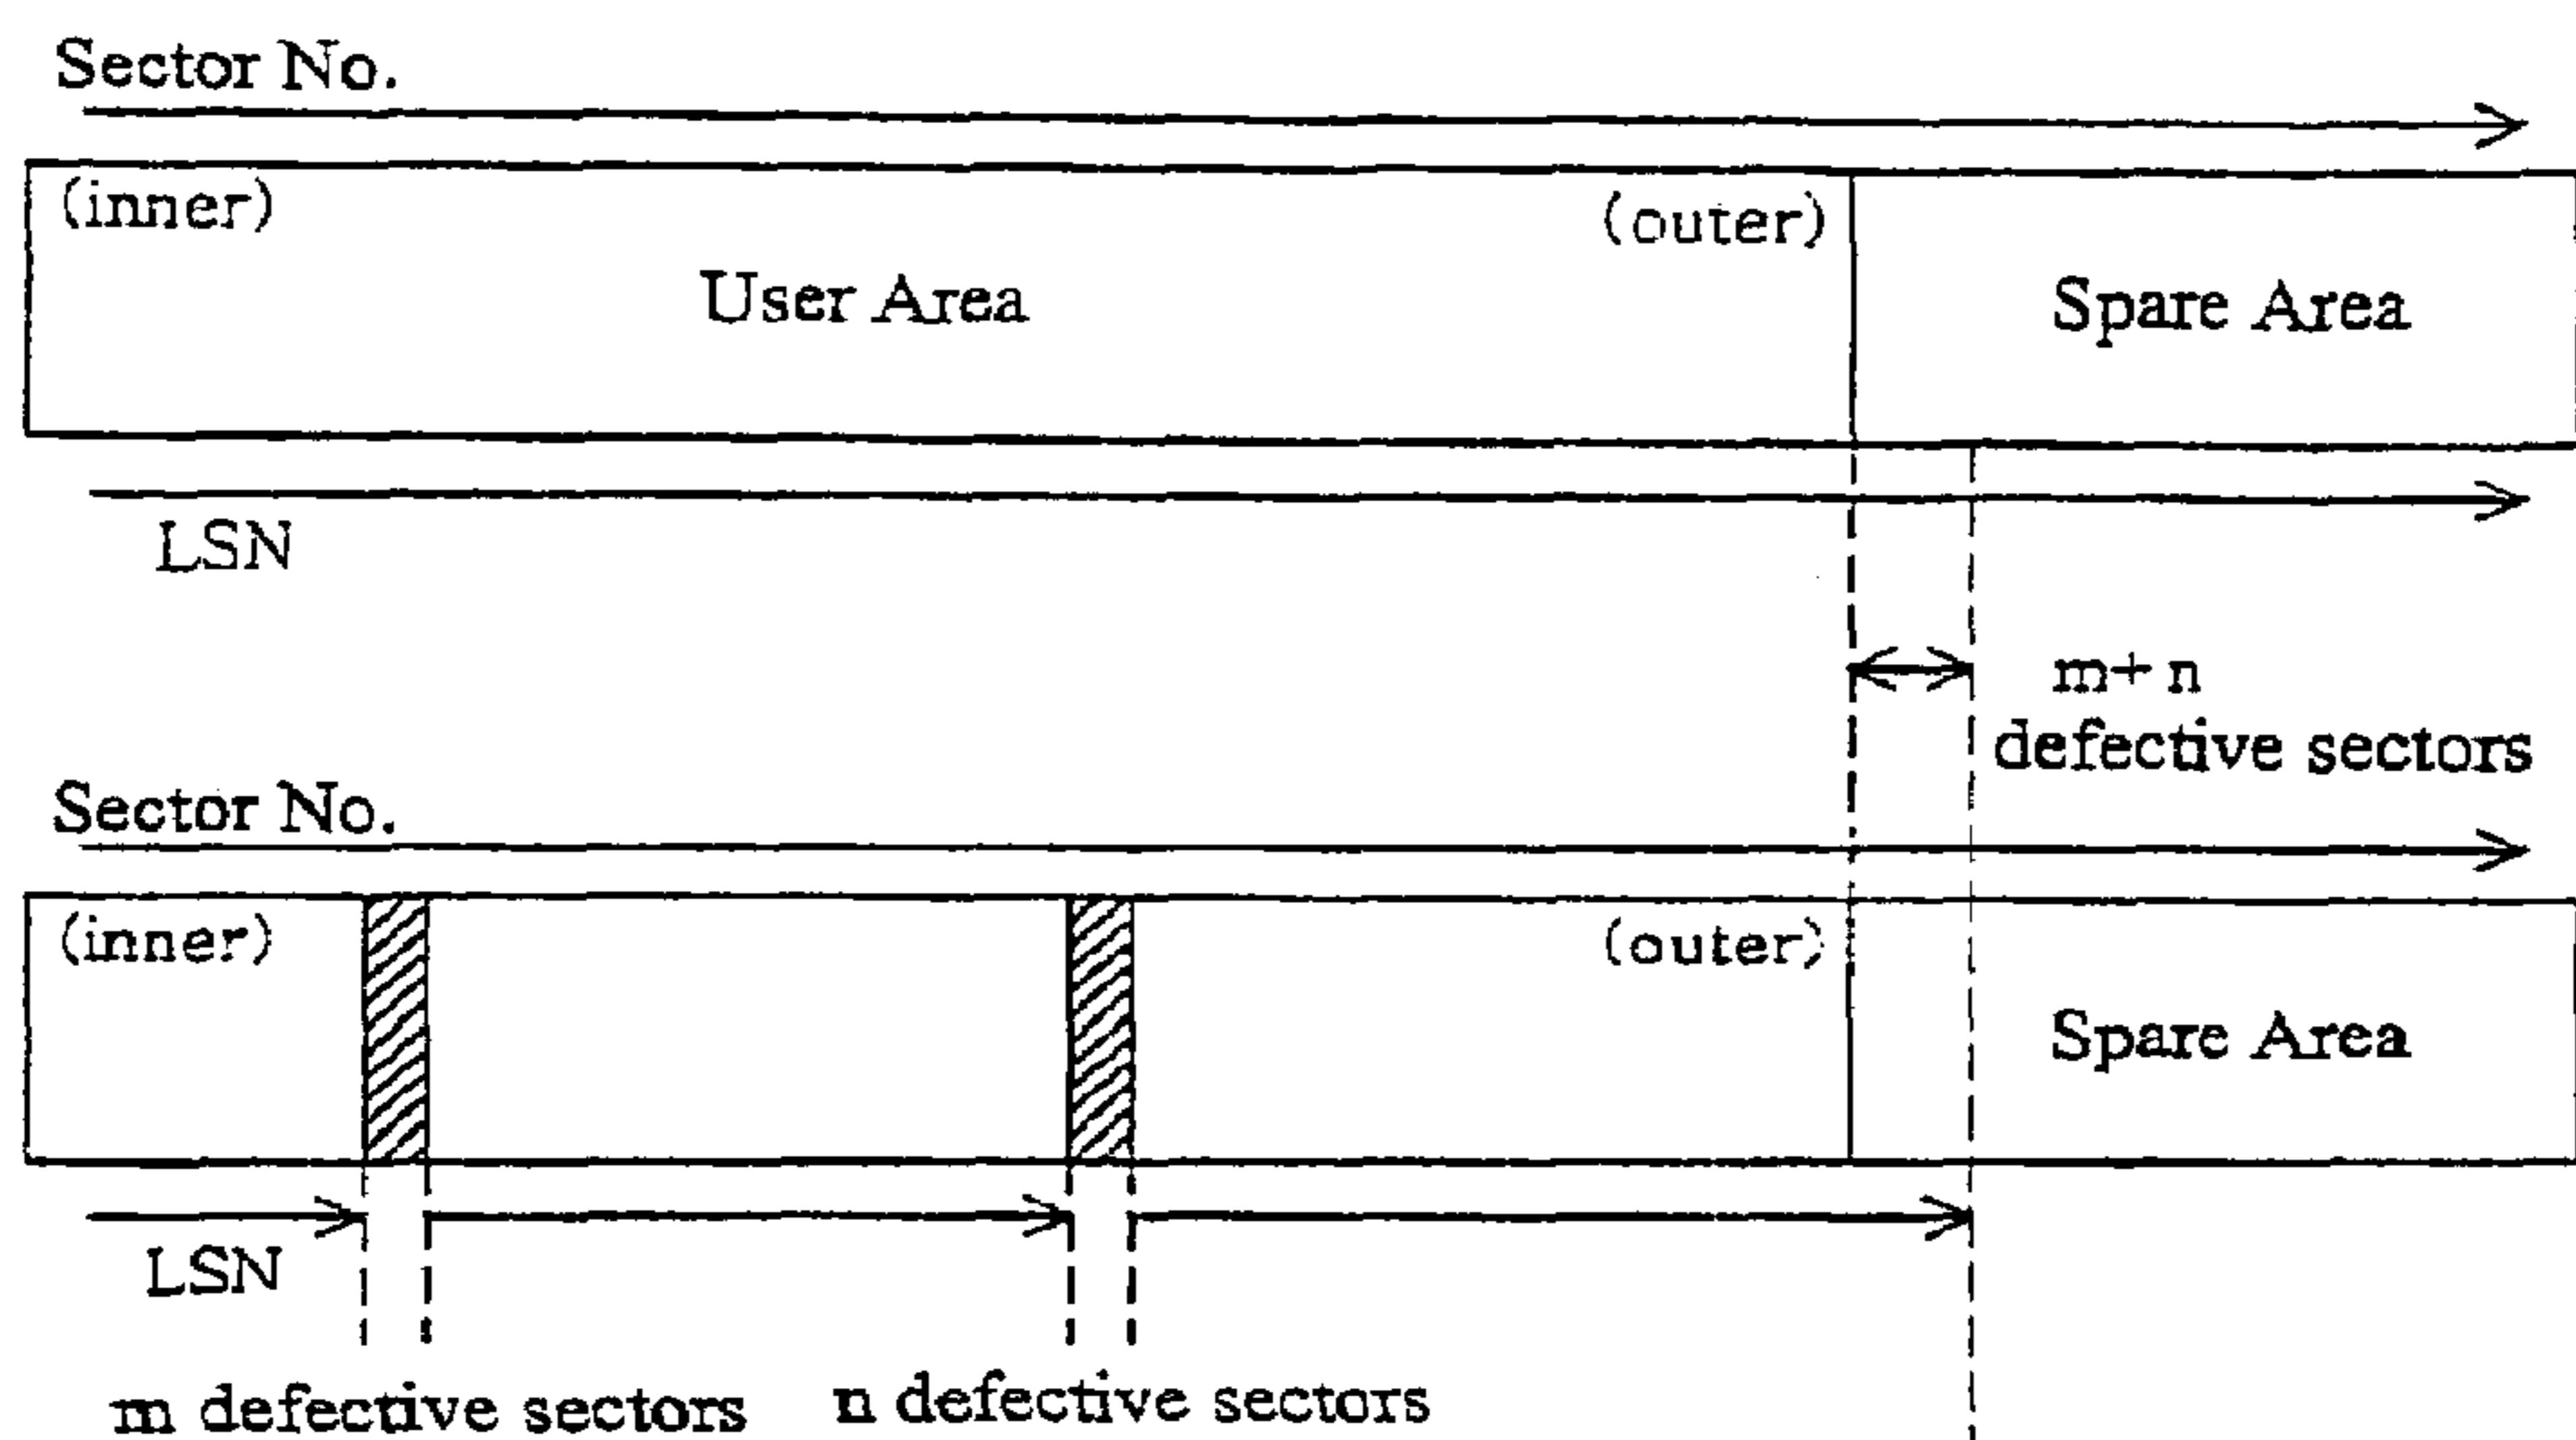 Sector No.
(inner)
(outer)
User Area
Spare Area
LSN
m+ n
defective sectors
Sector No.
(inner)
(outer)
Spare Area
LSN
m defective sectors
n defective sectors